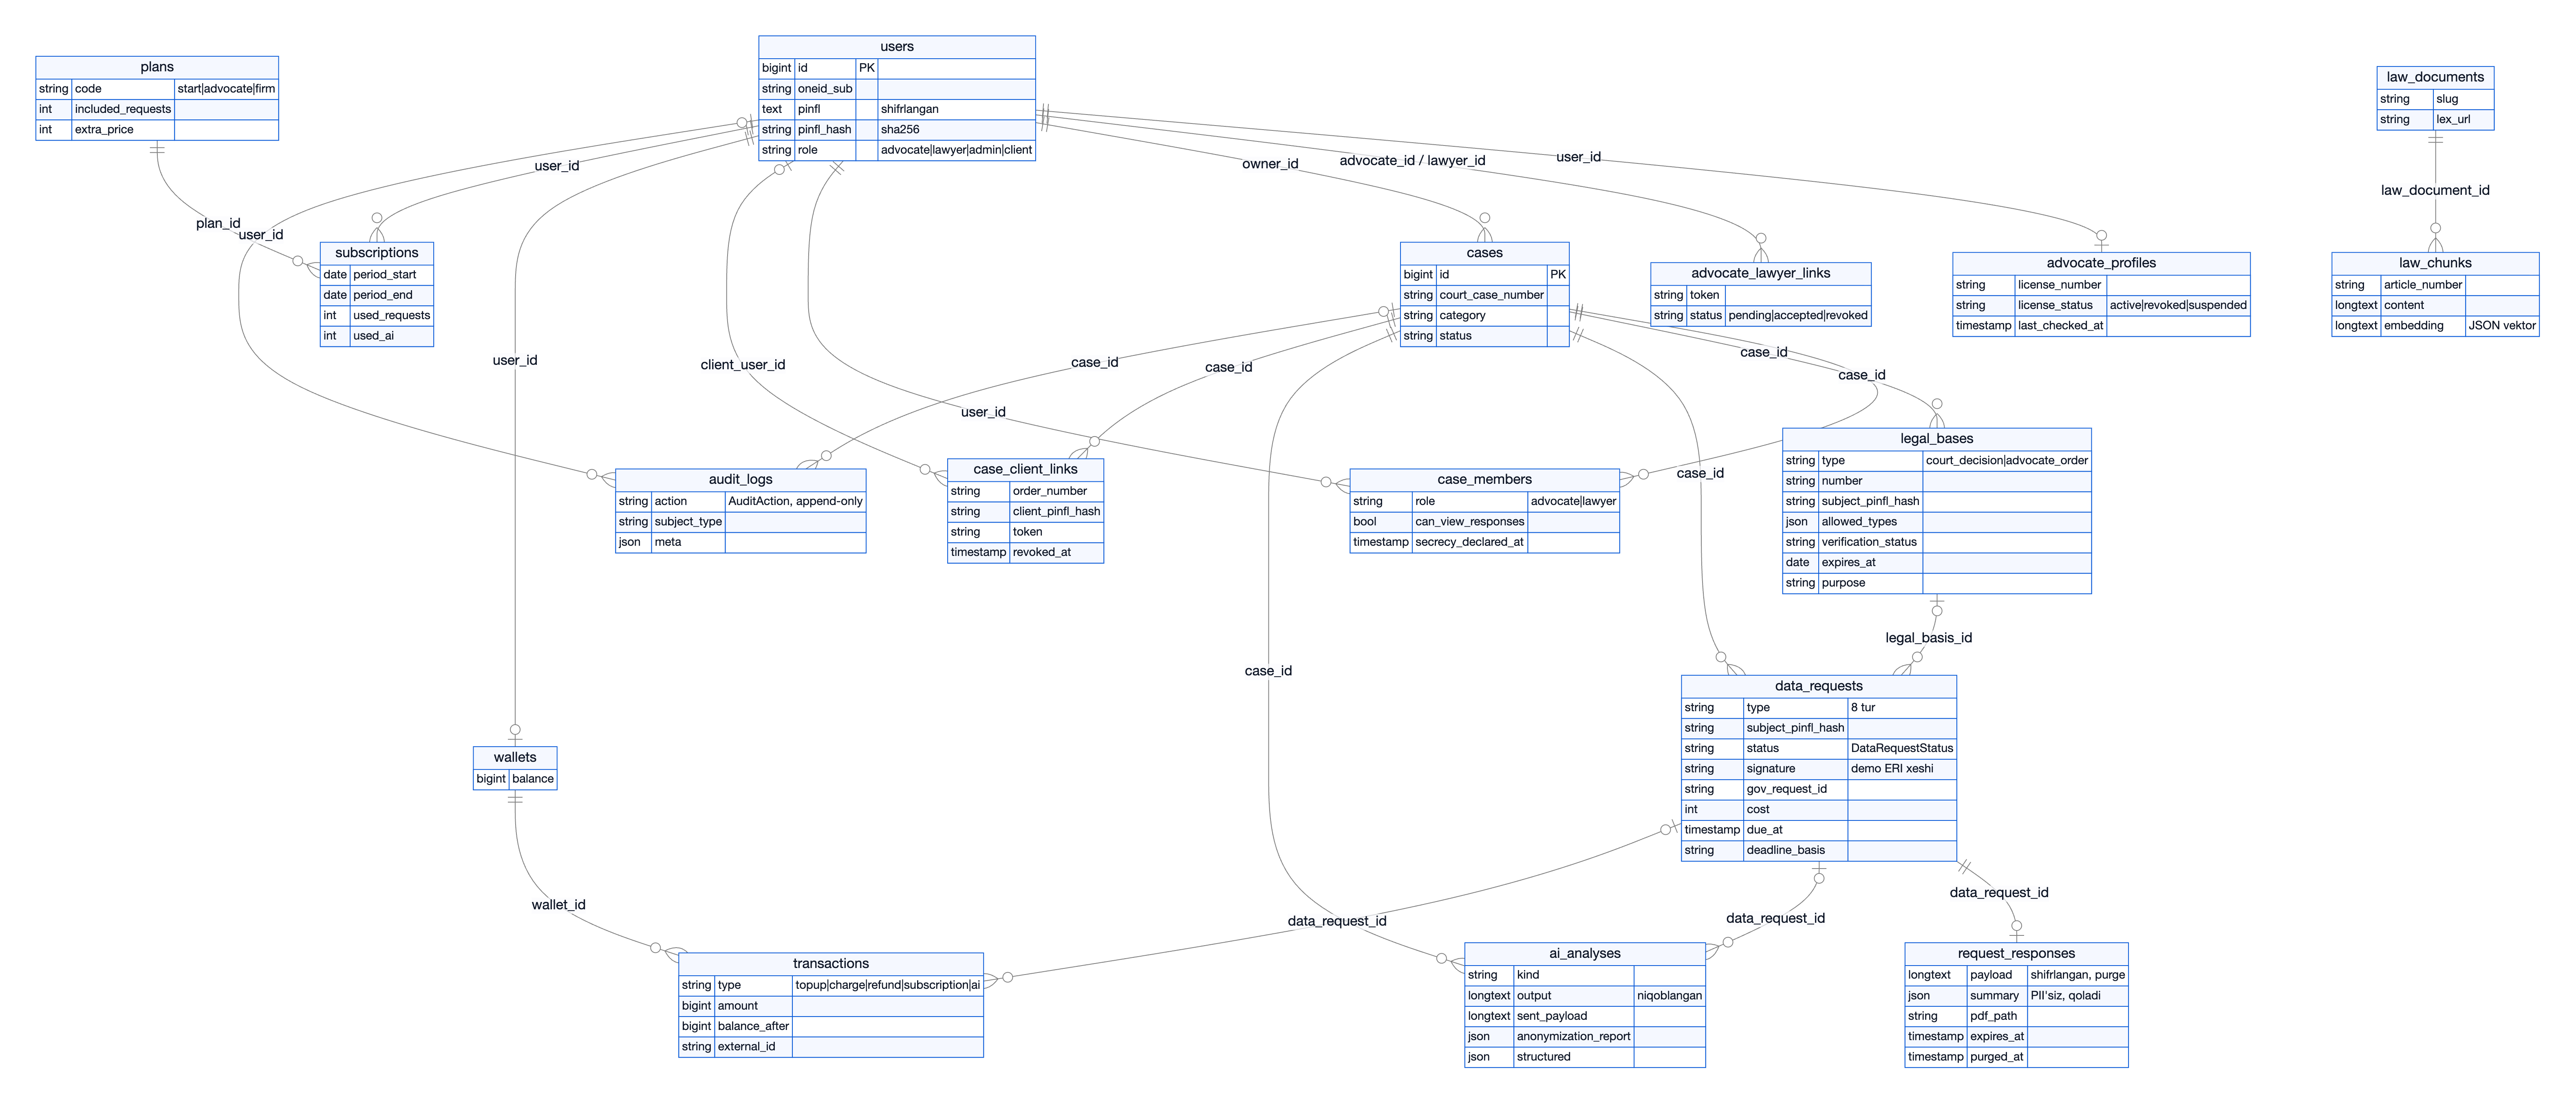 plans
string code start|advocate|firm
int included_requests
int extra_price
users
bigint id PK
string oneid_sub
text pinfl shifrlangan
string pinfl_hash sha256
string role advocate|lawyer|admin|client
law_documents
string slug
string lex_url
user_id
owner_id
advocate_id / lawyer_id
user_id
law_document_id
plan_id
user_id
subscriptions
date period_start
date period_end
int used_requests
int used_ai
cases
bigint id PK
string court_case_number
string category
string status
advocate_lawyer_links
string token
string status pending|accepted|revoked
advocate_profiles
string license_number
string license_status active|revoked|suspended
timestamp last_checked_at
law_chunks
string article_number
longtext content
longtext embedding JSON vektor
user_id
client_user_id
case_id
case_id
case_id
case_id
user_id
case_id
audit_logs
string action AuditAction, append-only
string subject_type
json meta
case_client_links
string order_number
string client_pinfl_hash
string token
timestamp revoked_at
case_members
string role advocate|lawyer
bool can_view_responses
timestamp secrecy_declared_at
legal_bases
string type court_decision|advocate_order
string number
string subject_pinfl_hash
json allowed_types
string verification_status
date expires_at
string purpose
legal_basis_id
case_id
data_requests
string type 8 tur
string subject_pinfl_hash
string status DataRequestStatus
string signature demo ERI xeshi
string gov_request_id
int cost
timestamp due_at
string deadline_basis
wallets
bigint balance
wallet_id
data_request_id
data_request_id
data_request_id
transactions
string type topup|charge|refund|subscription|ai
bigint amount
bigint balance_after
string external_id
ai_analyses
string kind
longtext output niqoblangan
longtext sent_payload
json anonymization_report
json structured
request_responses
longtext payload shifrlangan, purge
json summary PII'siz, qoladi
string pdf_path
timestamp expires_at
timestamp purged_at